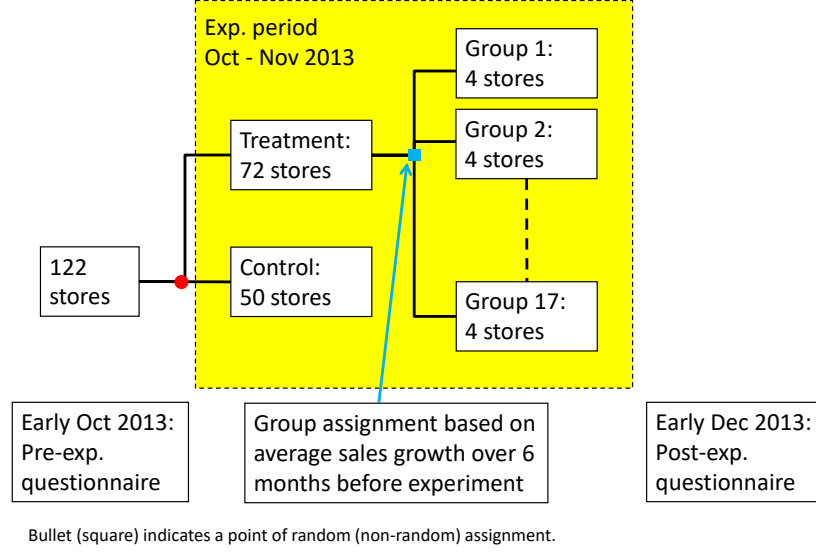 Exp. period
Oct - Nov 2013
Group 1:
4 stores
Treatment:
72 stores
Group 2:
4 stores
122
stores
Control:
50 stores
Group 17:
4 stores
Early Oct 2013:
Pre-exp.
questionnaire
Group assignment based on
average sales growth over 6
months before experiment
Early Dec 2013:
Post-exp.
questionnaire
Bullet (square) indicates a point of random (non-random) assignment.